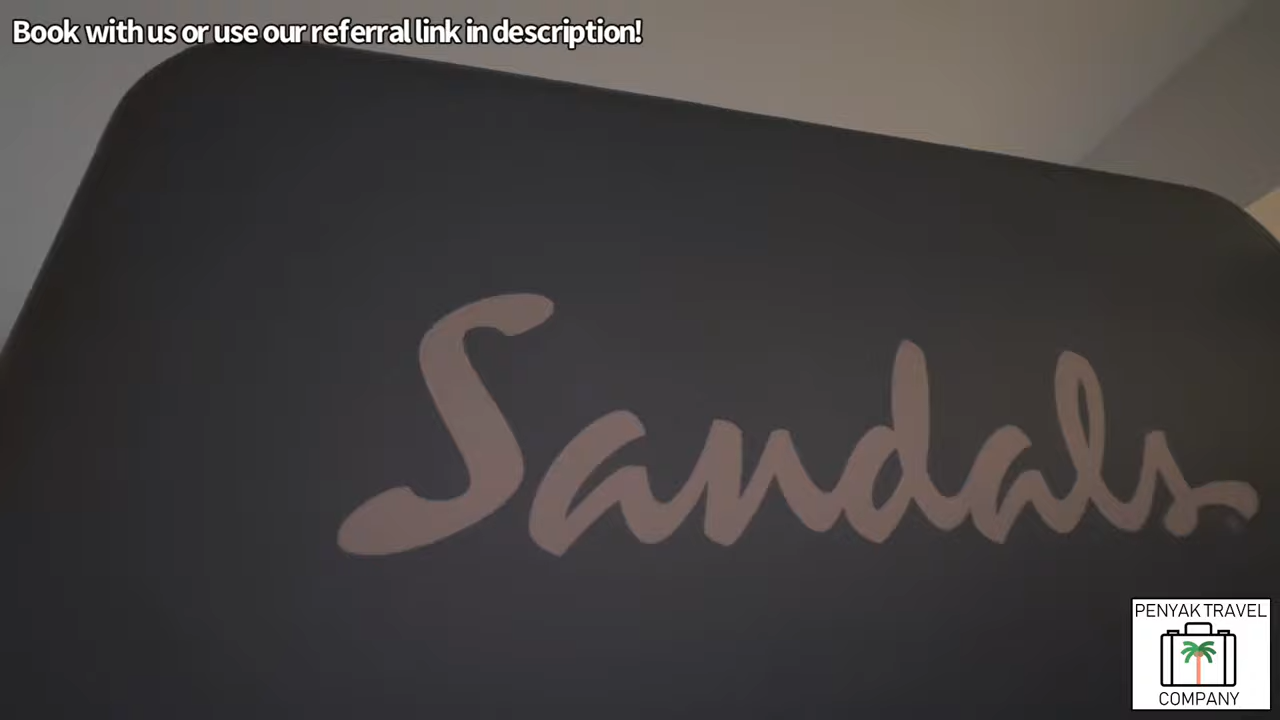 Book with us or use our referral link in description!
Sandals
PENYAK TRAVEL
COMPANY